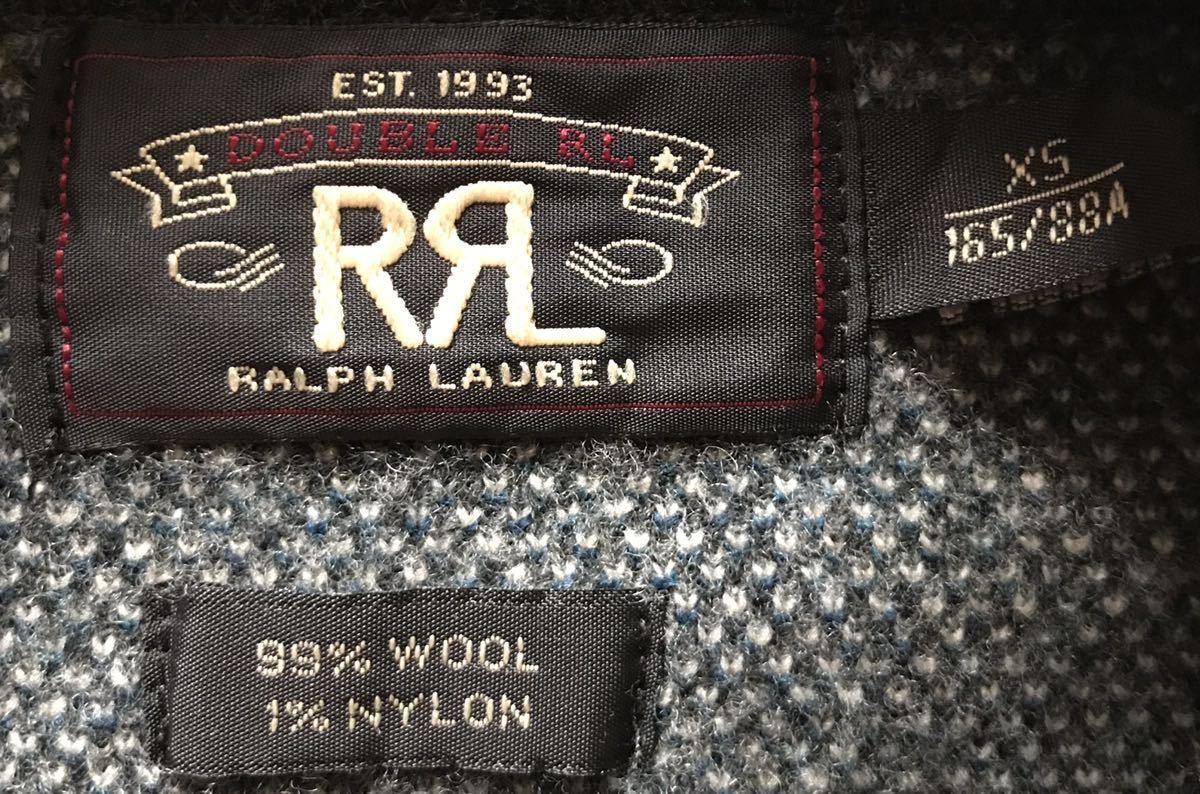 EST. 1993
DOUBLE RL
RRL
RALPH LAUREN
XS
165/88A
99% WOOL
1% NYLON